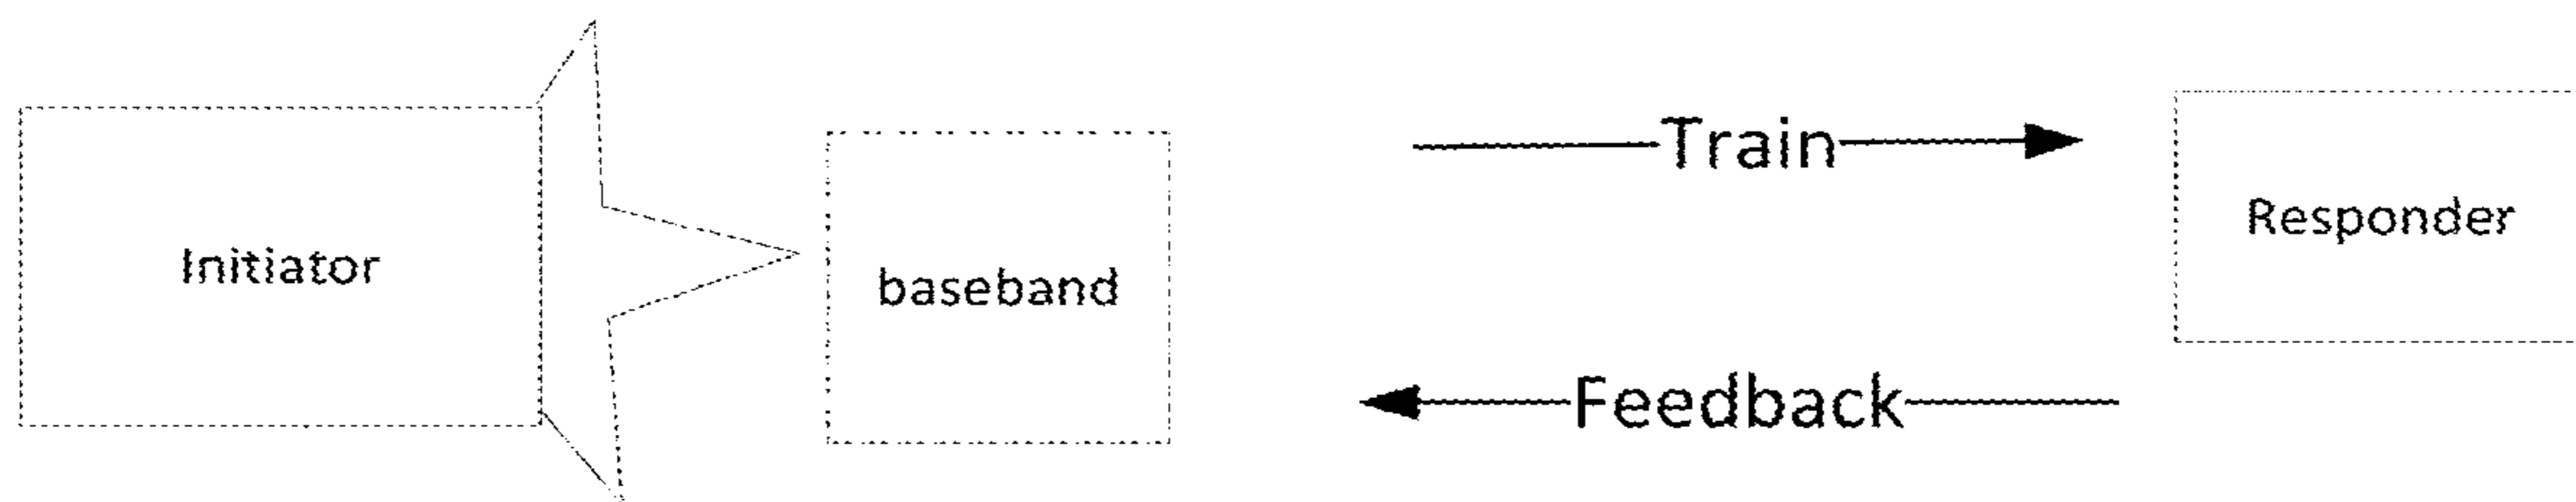 Initiator
baseband
Train
Feedback
Responder